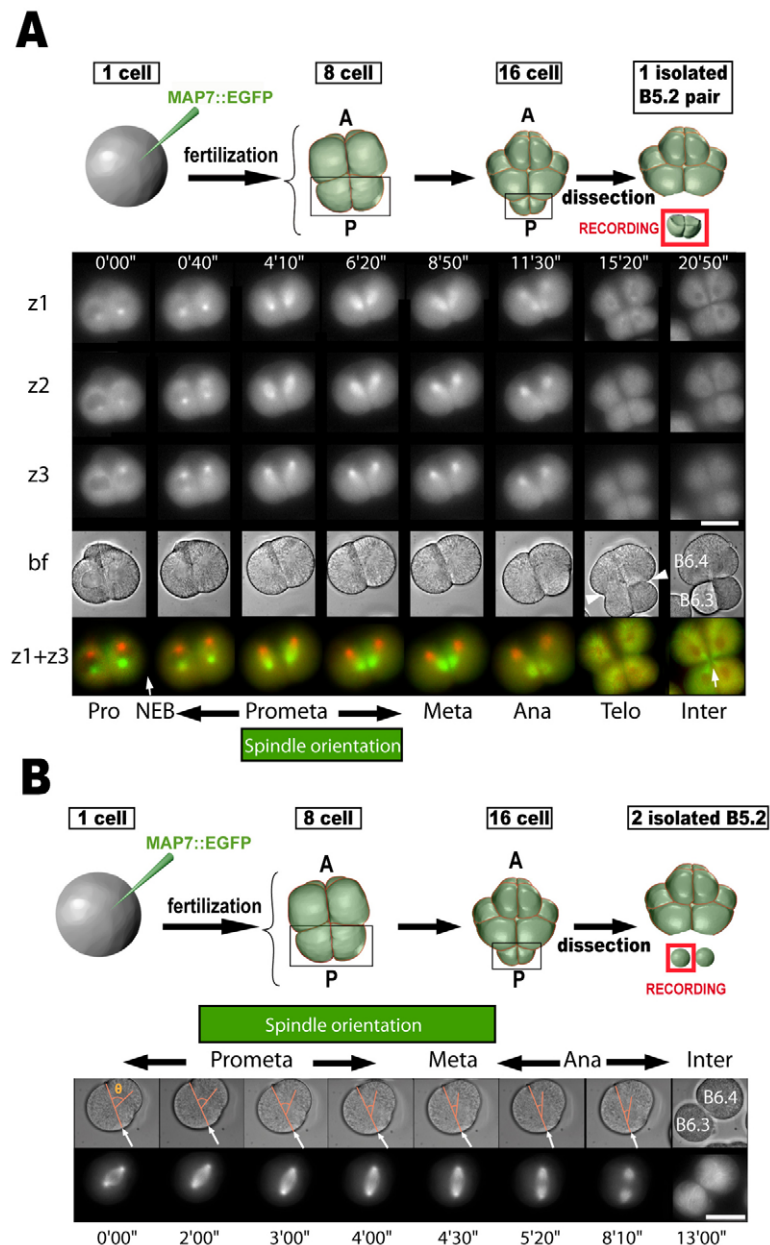 A
1 cell
8 cell
16 cell
1 isolated
B5.2 pair
MAP7::EGFP
A
A
fertilization
dissection
P
P
RECORDING
0'00" 0'40" 4'10" 6'20" 8'50" 11'30" 15'20" 20'50"
z1
z2
z3
bf
B6.4
B6.3
z1+z3
Pro NEB Prometa Meta Ana Telo Inter
Spindle orientation
B
1 cell
8 cell
16 cell
2 isolated B5.2
MAP7::EGFP
A
A
fertilization
dissection
P
P
RECORDING
Spindle orientation
Prometa Meta Ana Inter
θ
B6.4
B6.3
0'00" 2'00" 3'00" 4'00" 4'30" 5'20" 8'10" 13'00"